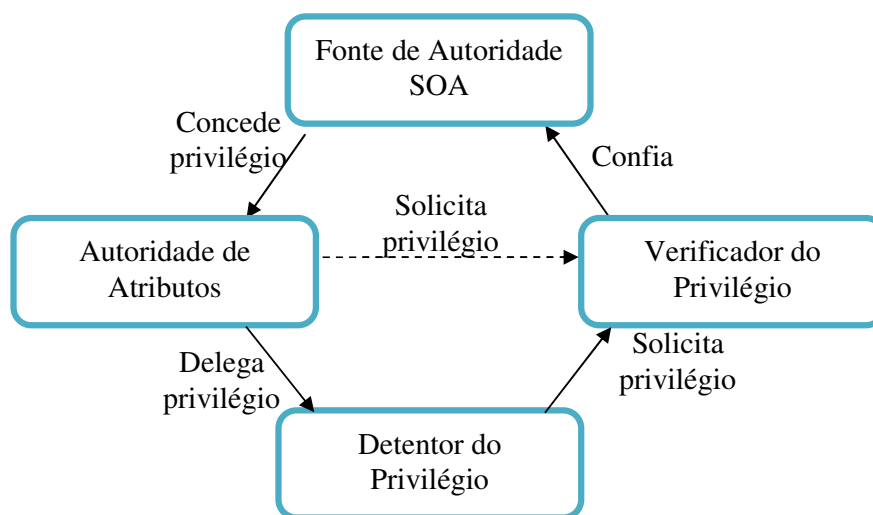 Fonte de Autoridade
SOA
Concede
privilégio
Confia
Solicita
privilégio
Autoridade de
Atributos
Verificador do
Privilégio
Delega
privilégio
Solicita
privilégio
Detentor do
Privilégio